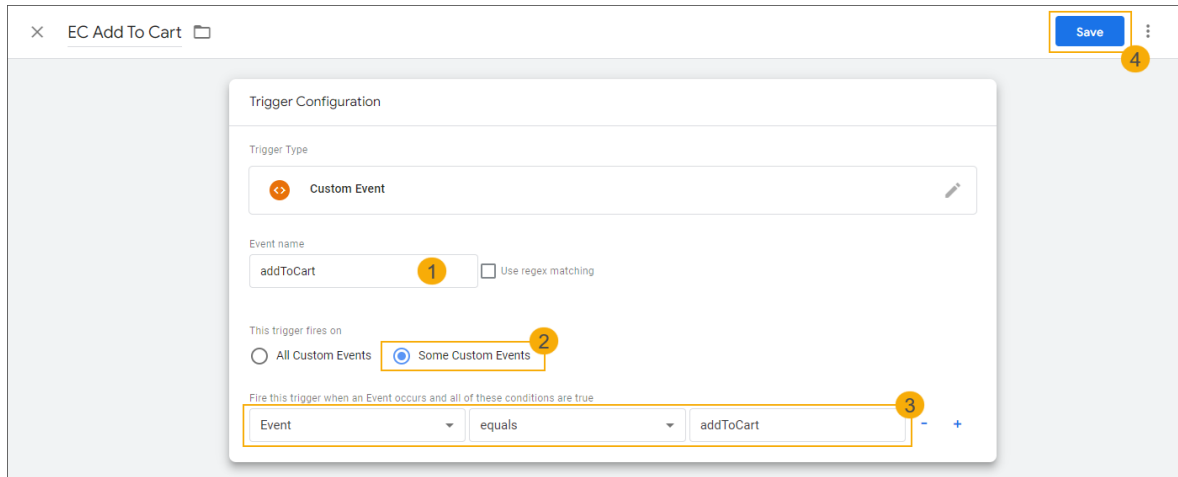 EC Add To Cart
Save
4
Trigger Configuration
Trigger Type
Custom Event
Event name
addToCart
1
Use regex matching
This trigger fires on
All Custom Events
Some Custom Events
2
Fire this trigger when an Event occurs and all of these conditions are true
3
Event
equals
addToCart
- +